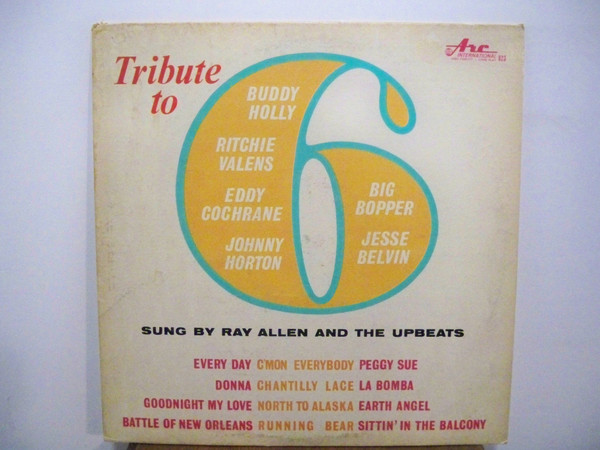 Tribute
to
Arc
INTERNATIONAL
BUDDY
HOLLY
RITCHIE
VALENS
EDDY
COCHRANE
JOHNNY
HORTON
BIG
BOPPER
JESSE
BELVIN
SUNG BY RAY ALLEN AND THE UPBEATS
EVERY DAY C'MON EVERYBODY PEGGY SUE
DONNA CHANTILLY LACE LA BOMBA
GOODNIGHT MY LOVE NORTH TO ALASKA EARTH ANGEL
BATTLE OF NEW ORLEANS RUNNING BEAR SITTIN' IN THE BALCONY